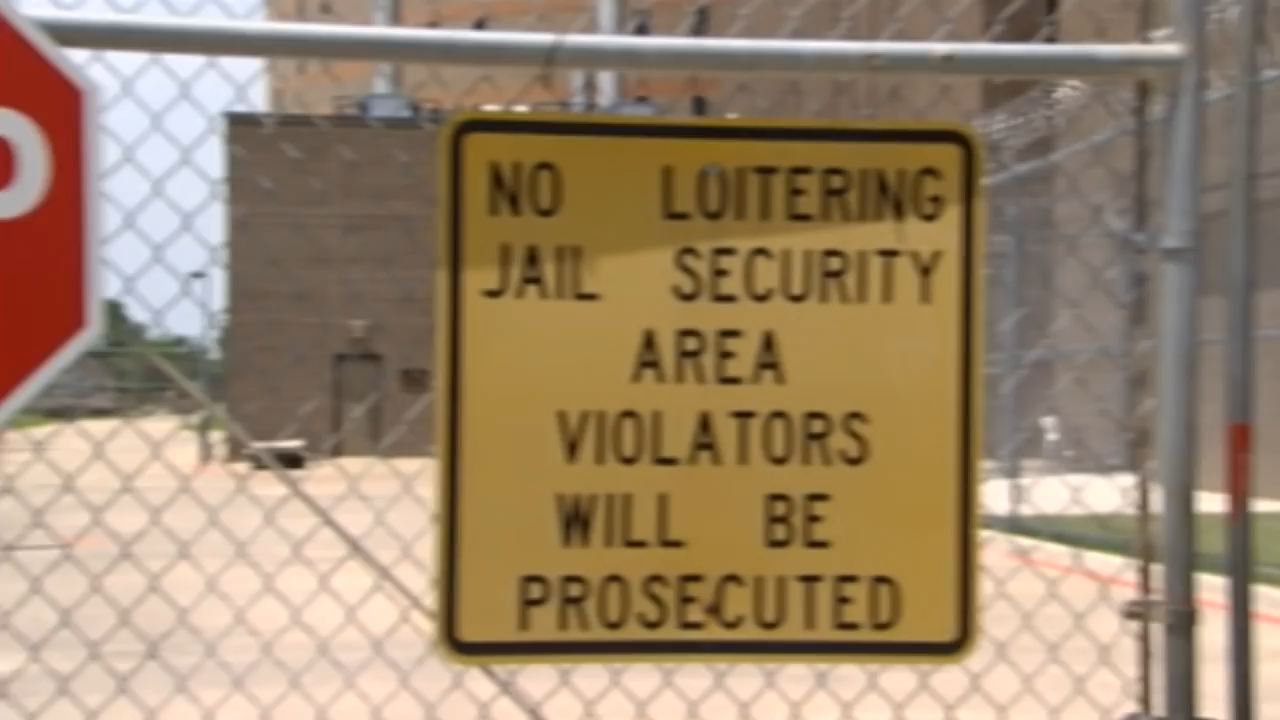 NO LOITERING
JAIL SECURITY
AREA
VIOLATORS
WILL BE
PROSECUTED